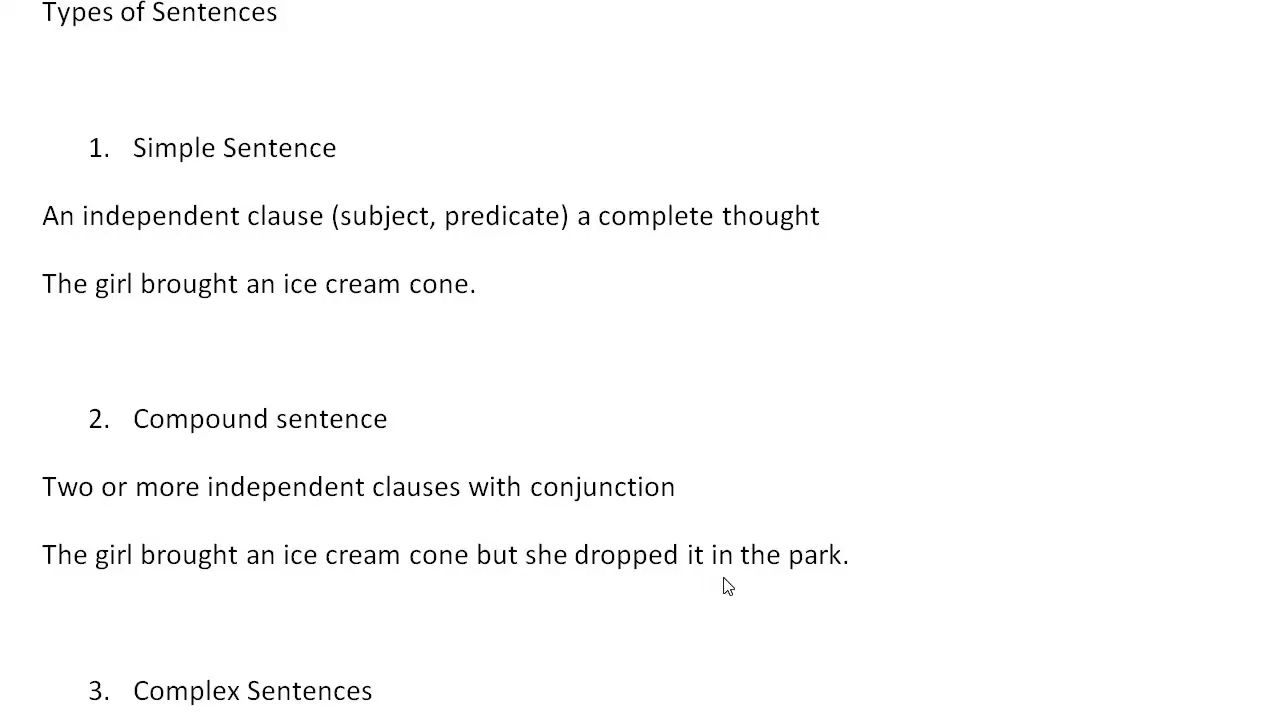 Types of Sentences
1. Simple Sentence
An independent clause (subject, predicate) a complete thought
The girl brought an ice cream cone.
2. Compound sentence
Two or more independent clauses with conjunction
The girl brought an ice cream cone but she dropped it in the park.
3. Complex Sentences